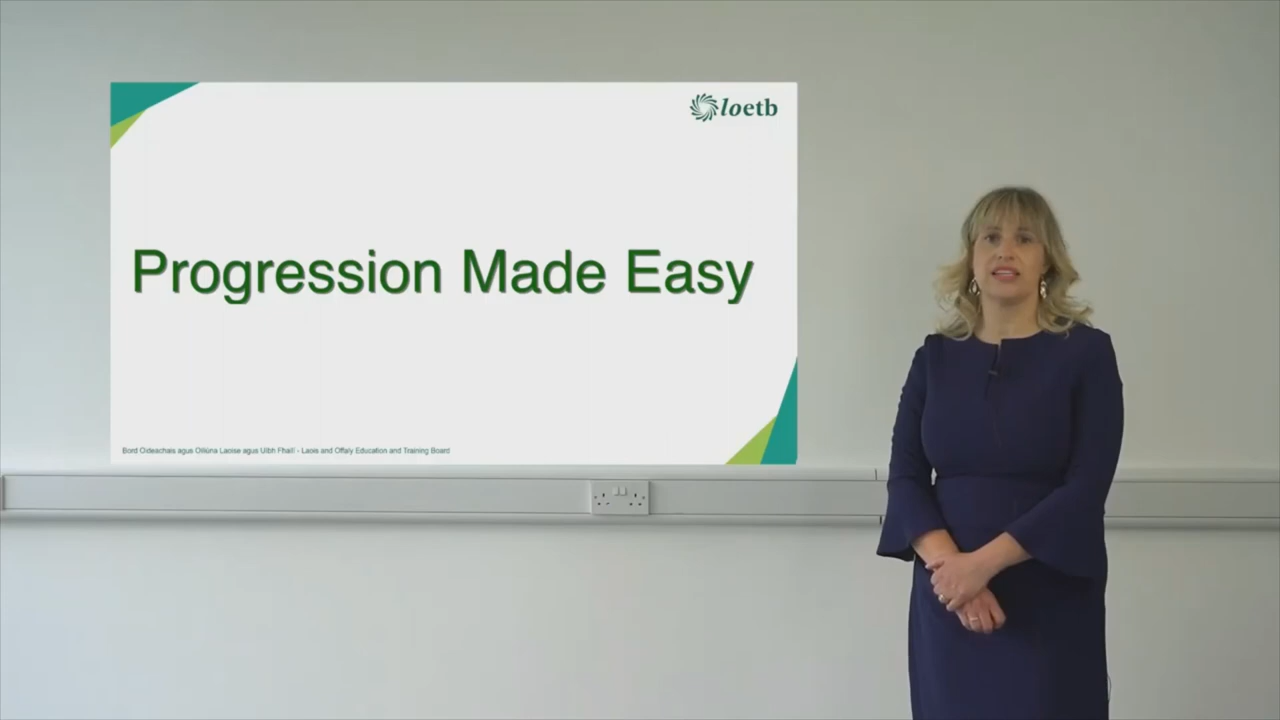 loetb
Progression Made Easy
Bord Oideachais agus Oiliúna Laoise agus Uíbh Fhailí - Laois and Offaly Education and Training Board